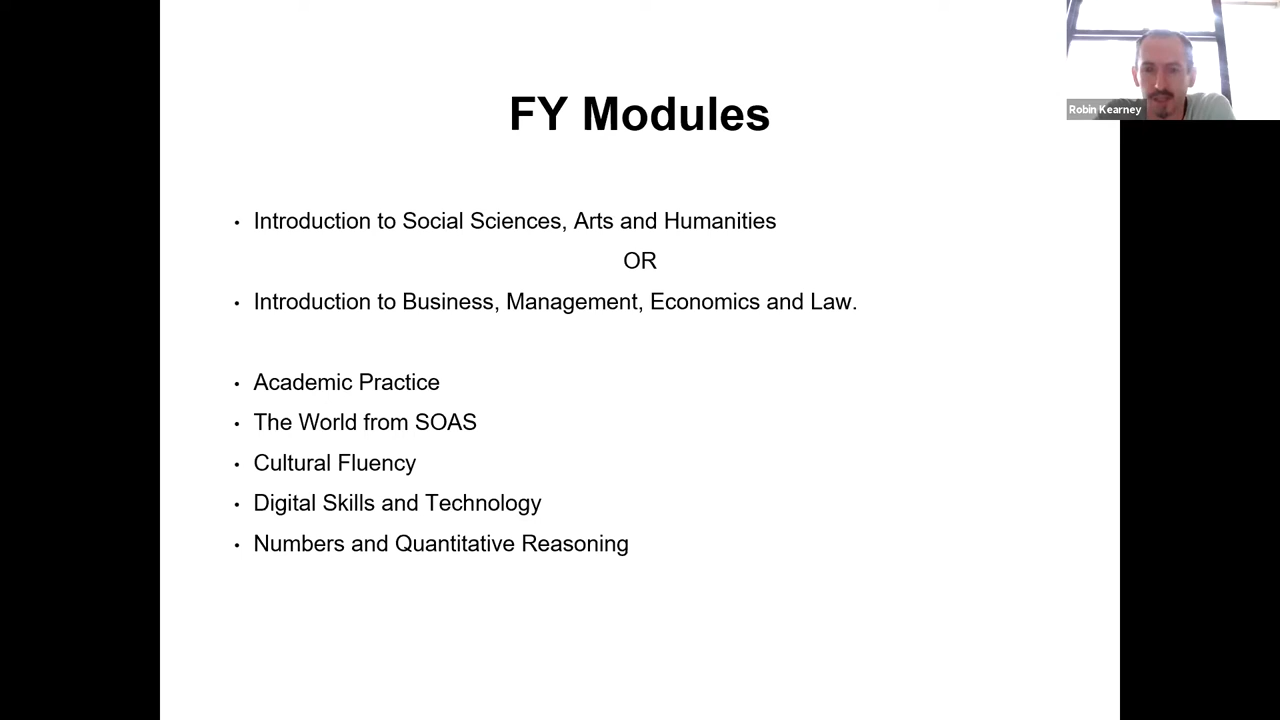 FY Modules
Robin Kearney
• Introduction to Social Sciences, Arts and Humanities
OR
• Introduction to Business, Management, Economics and Law.
• Academic Practice
• The World from SOAS
• Cultural Fluency
• Digital Skills and Technology
• Numbers and Quantitative Reasoning